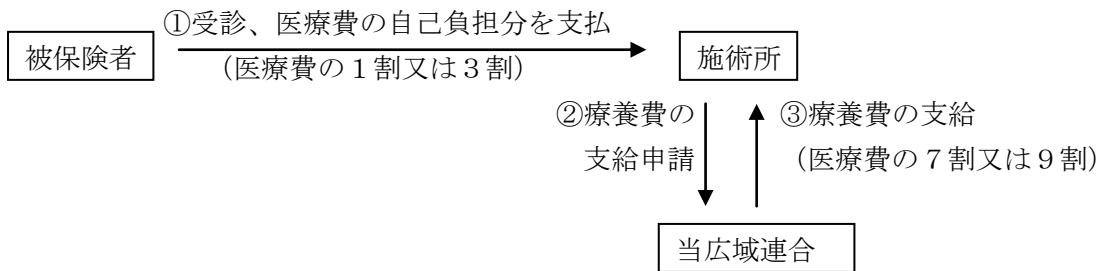 ①受診、医療費の自己負担分を支払
被保険者
(医療費の1割又は3割)
施術所
②療養費の
支給申請
③療養費の支給
(医療費の7割又は9割)
当広域連合